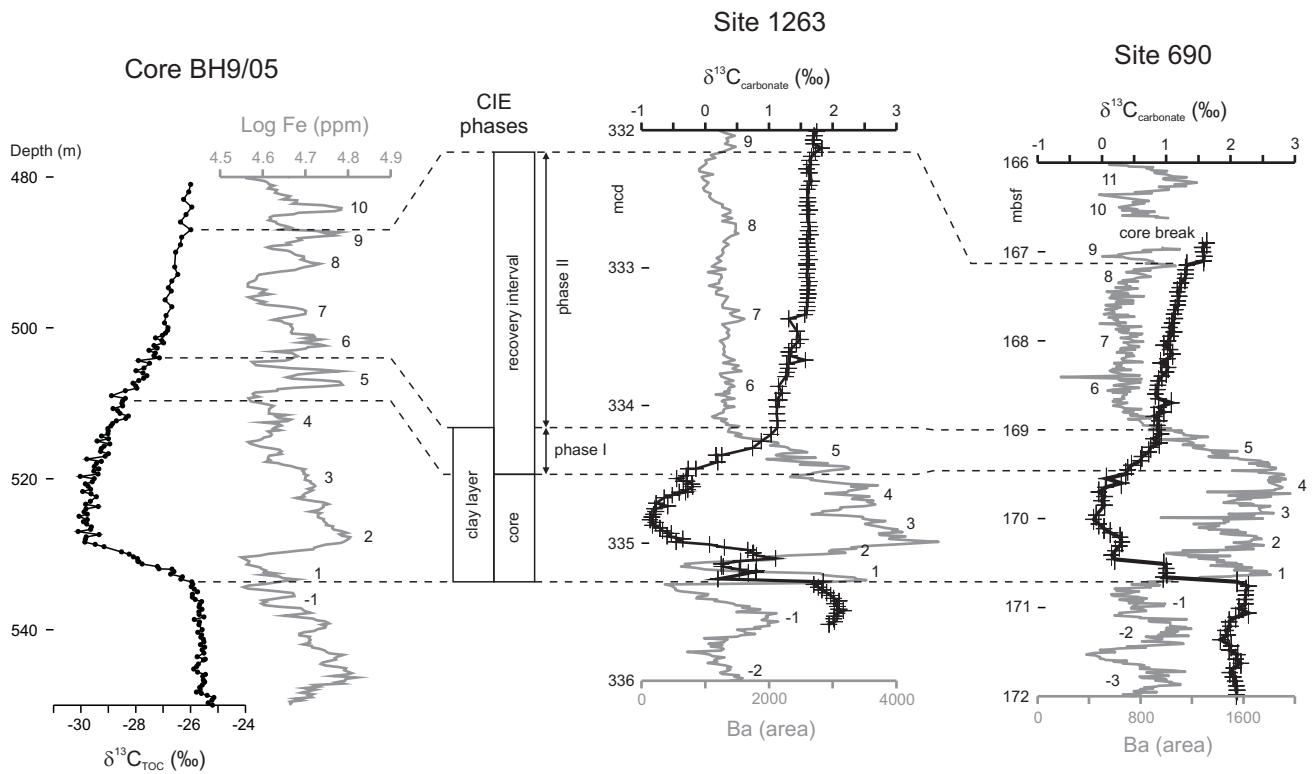 Site 1263
Site 690
Core BH9/05
δ13Ccarbonate (‰)
δ13Ccarbonate (‰)
CIE
phases
Log Fe (ppm)
Depth (m)
4.5 4.6 4.7 4.8 4.9
-1 0 1 2 3
-1 0 1 2 3
480
500
520
540
10
9
8
7
6
5
4
3
2
1
-1
-30 -28 -26 -24
δ13CTOC (‰)
clay layer
core
recovery interval
phase II
phase I
mcd
332
333
334
335
336
9
8
7
6
5
4
3
2
1
-1
-2
0 2000 4000
Ba (area)
mbsf
166
167
168
169
170
171
172
11
10
core break
9
8
7
6
5
4
3
2
1
-1
-2
-3
0 800 1600
Ba (area)